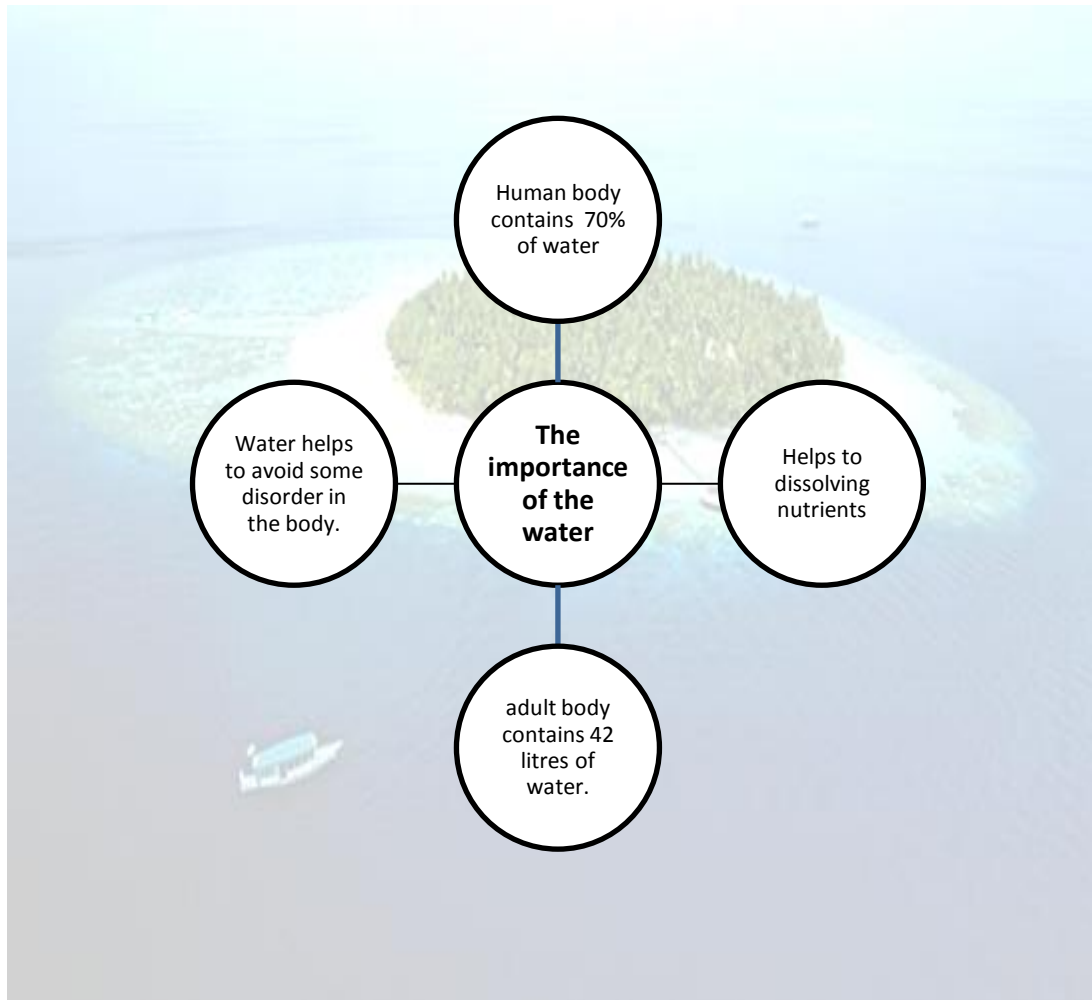 Human body
contains 70%
of water
Water helps
to avoid some
disorder in
the body.
The
importance
of the
water
Helps to
dissolving
nutrients
adult body
contains 42
litres of
water.